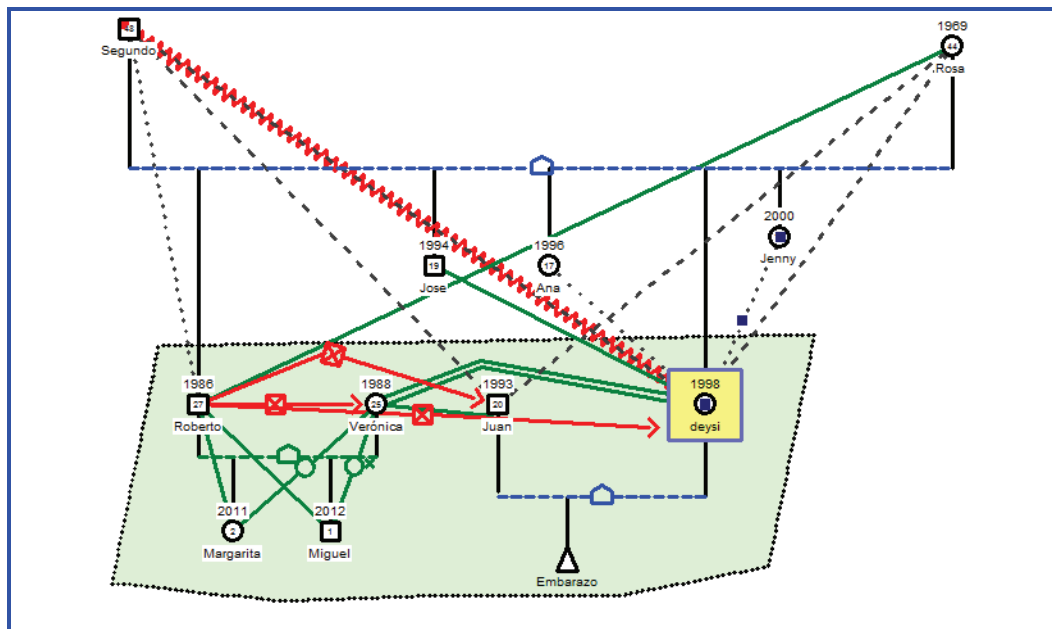 48
Segundo
1969
44
Rosa
2000
Jenny
1994
19
Jose
1996
17
Ana
1986
27
Roberto
1988
25
Verónica
1993
20
Juan
1998
deysi
2011
2
Margarita
2012
1
Miguel
Embarazo